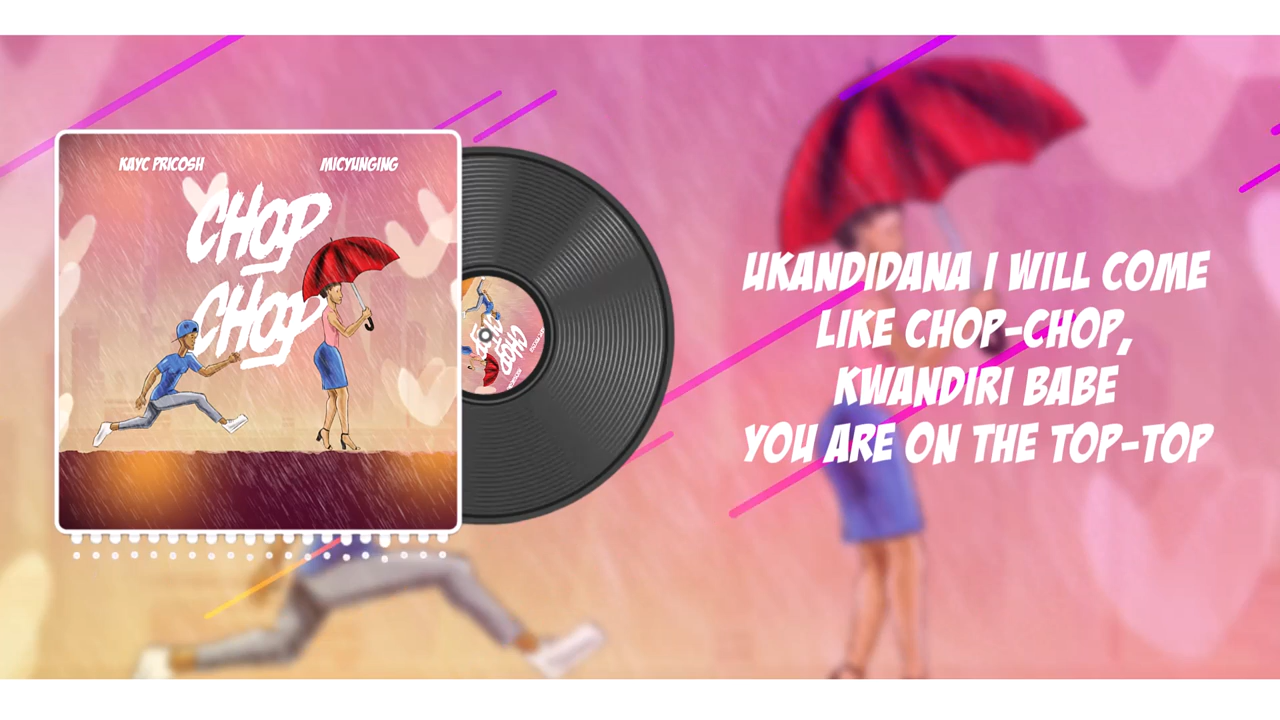 KAYC PRICOSH
MICYUNGING
CHOP
CHOP
UKANDIDANA I WILL COME
LIKE CHOP-CHOP,
KWANDIRI BABE
YOU ARE ON THE TOP-TOP